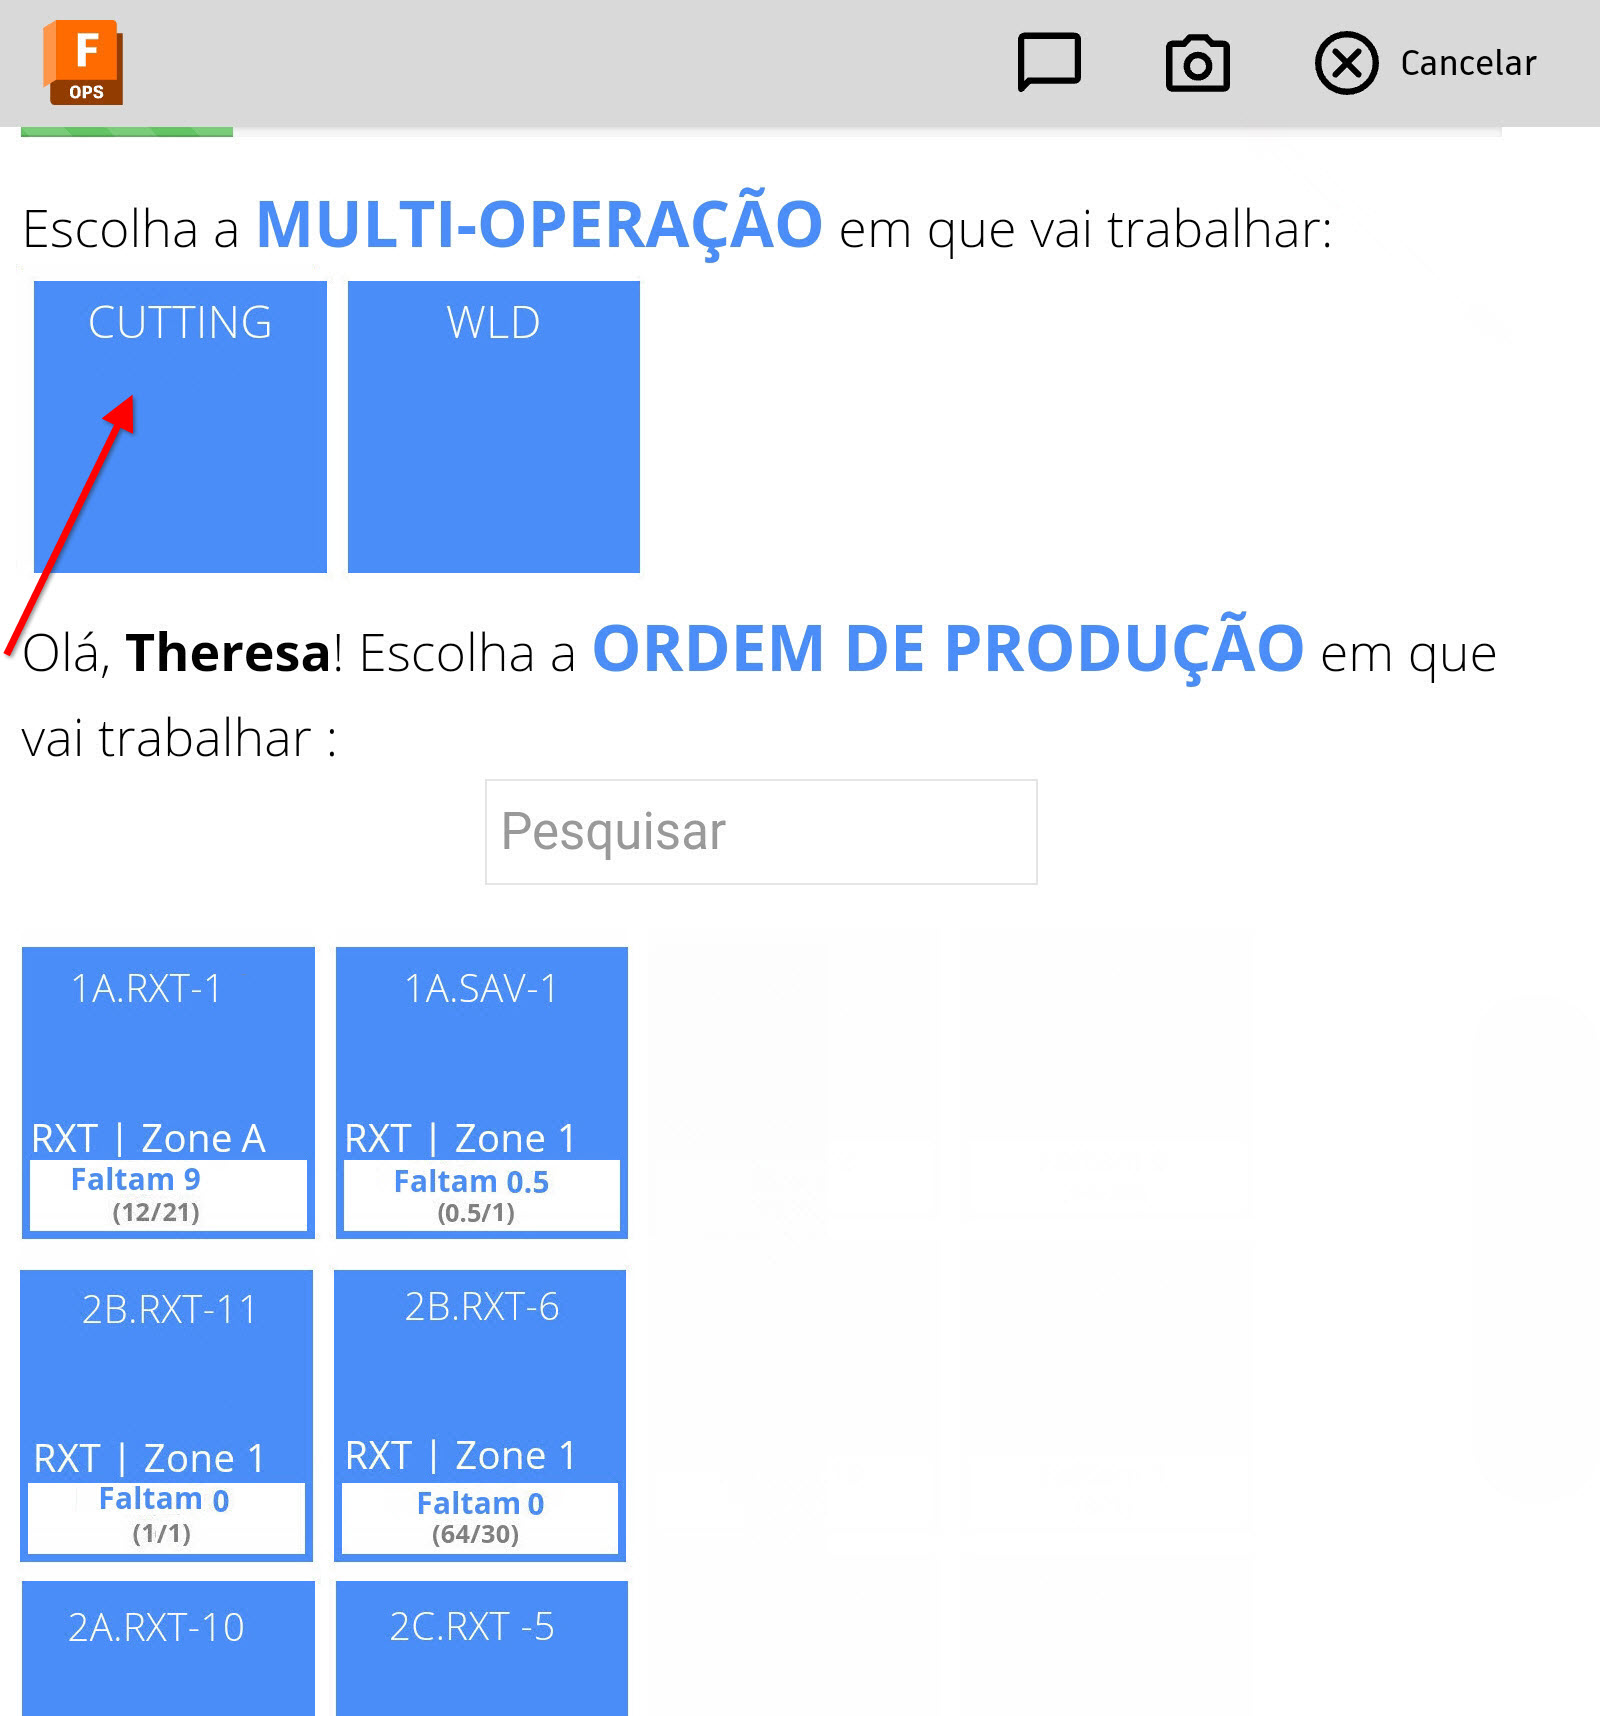 F
OPS
Cancelar
Escolha a MULTI-OPERAÇÃO em que vai trabalhar:
CUTTING
WLD
Olá, Theresa! Escolha a ORDEM DE PRODUÇÃO em que
vai trabalhar :
Pesquisar
1A.RXT-1
RXT | Zone A
Faltam 9
(12/21)
1A.SAV-1
RXT | Zone 1
Faltam 0.5
(0.5/1)
2B.RXT-11
RXT | Zone 1
Faltam 0
(1/1)
2B.RXT-6
RXT | Zone 1
Faltam 0
(64/30)
2A.RXT-10
2C.RXT -5